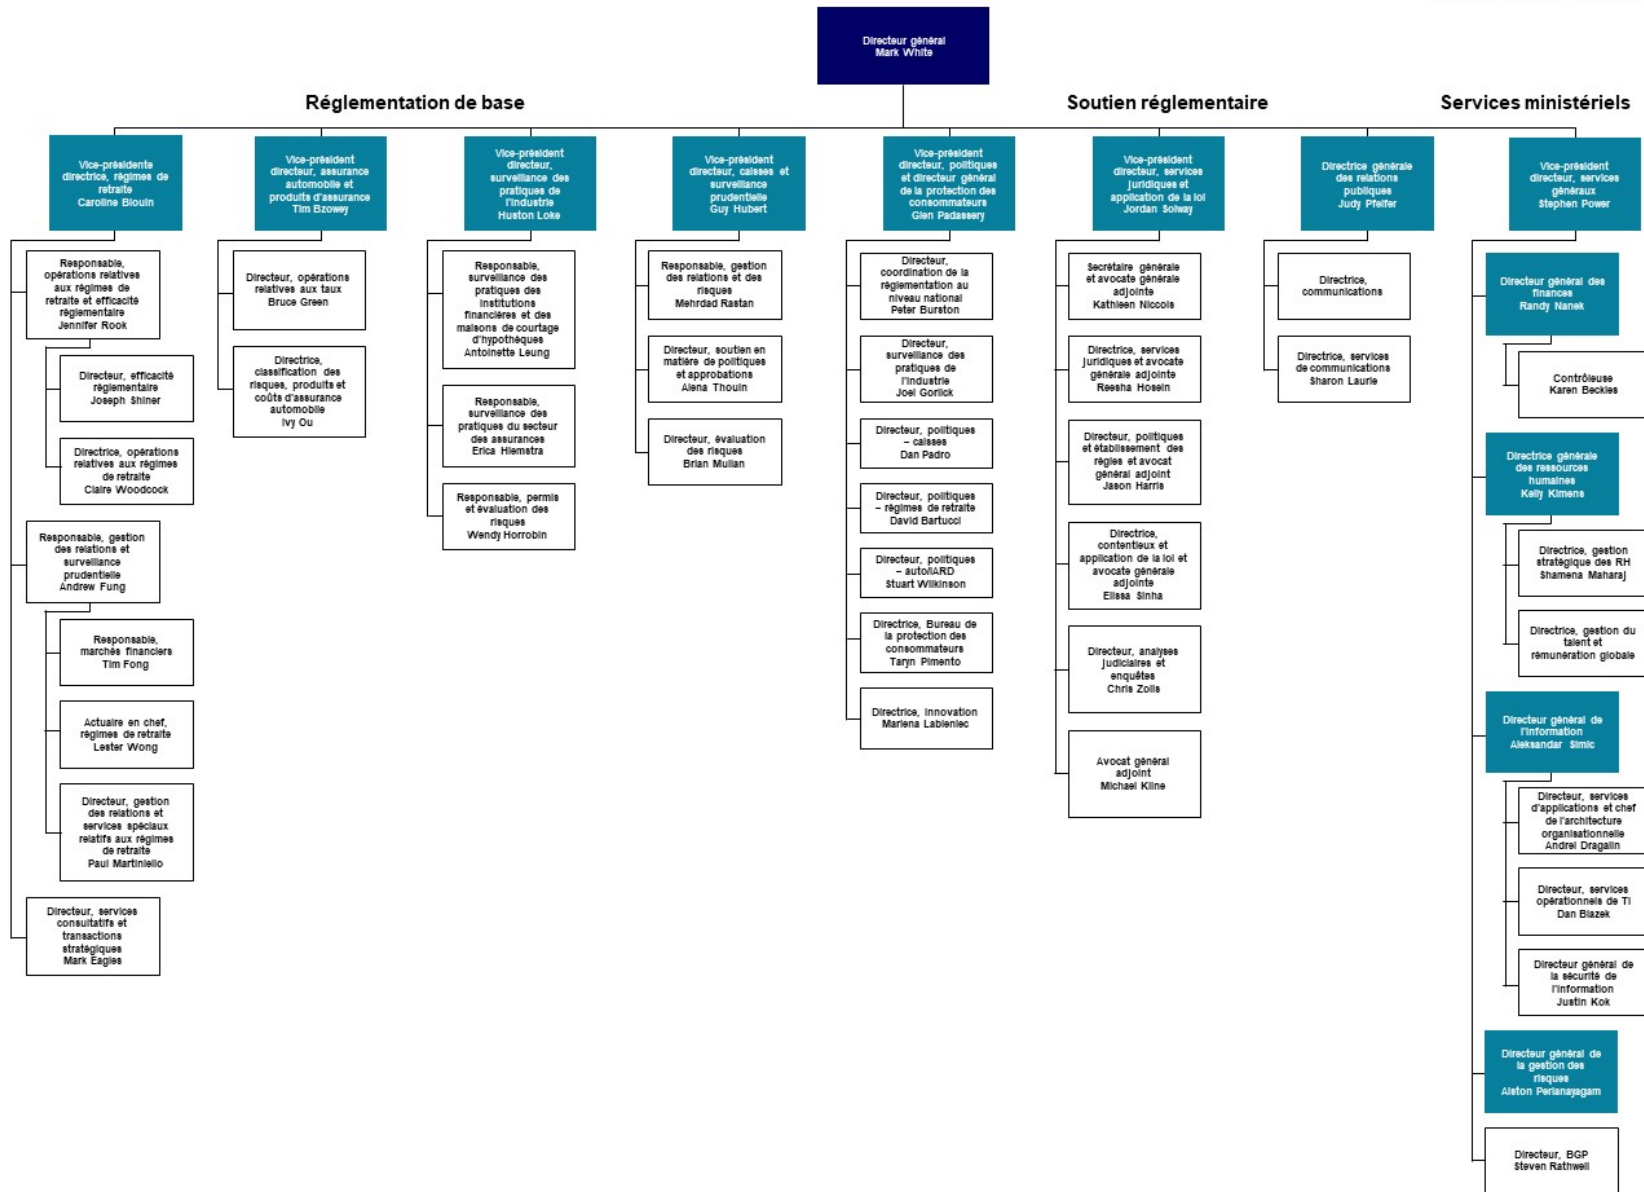 Directeur général
Mark White
Réglementation de base
Soutien réglementaire
Services ministériels
Vice-présidente
directrice, régimes de
retraite
Caroline Blouin
Responsable,
opérations relatives
aux régimes de
retraite et efficacité
réglementaire
Jennifer Rook
Directeur, efficacité
réglementaire
Joseph Shiner
Directrice, opérations
relatives aux régimes
de retraite
Claire Woodcock
Responsable, gestion
des relations et
surveillance
prudentielle
Andrew Fung
Responsable,
marchés financiers
Tim Fong
Actuaire en chef,
régimes de retraite
Lester Wong
Directeur, gestion
des relations et
services spéciaux
relatifs aux régimes
de retraite
Paul Martiniello
Directeur, services
consultatifs et
transactions
stratégiques
Mark Eagles
Vice-président
directeur, assurance
automobile et
produits d'assurance
Tim Bzowey
Directeur, opérations
relatives aux taux
Bruce Green
Directrice,
classification des
risques, produits et
coûts d'assurance
automobile
Ivy Ou
Vice-président
directeur,
surveillance des
pratiques de
l'industrie
Huston Loke
Responsable,
surveillance des
pratiques des
institutions
financières et des
maisons de courtage
d'hypothèques
Antoinette Leung
Responsable,
surveillance des
pratiques du secteur
des assurances
Erica Hiemstra
Responsable, permis
et évaluation des
risques
Wendy Horrobin
Vice-président
directeur, caisses et
surveillance
prudentielle
Guy Hubert
Responsable, gestion
des relations et des
risques
Mehrdad Rastan
Directeur, soutien en
matière de politiques
et approbations
Alena Thouin
Directeur, évaluation
des risques
Brian Mullan
Vice-président
directeur, politiques
et directeur général
de la protection des
consommateurs
Glen Padassery
Directeur,
coordination de la
réglementation au
niveau national
Peter Burston
Directeur,
surveillance des
pratiques de
l'industrie
Joel Gorlick
Directeur, politiques
– caisses
Dan Padro
Directeur, politiques
– régimes de retraite
David Bartucci
Directeur, politiques
– auto/IARD
Stuart Wilkinson
Directrice, Bureau de
la protection des
consommateurs
Taryn Pimento
Directrice, Innovation
Marlena Labieniec
Vice-président
directeur, services
juridiques et
application de la loi
Jordan Solway
Secrétaire générale
et avocate générale
adjointe
Kathleen Niccols
Directrice, services
juridiques et avocate
générale adjointe
Reesha Hosein
Directeur, politiques
et établissement des
règles et avocat
général adjoint
Jason Harris
Directrice,
contentieux et
application de la loi et
avocate générale
adjointe
Elissa Sinha
Directeur, analyses
judiciaires et
enquêtes
Chris Zolis
Avocat général
adjoint
Michael Kline
Directrice générale
des relations
publiques
Judy Pfeifer
Directrice,
communications
Directrice, services
de communications
Sharon Laurie
Vice-président
directeur, services
généraux
Stephen Power
Directeur général des
finances
Randy Nanek
Contrôleuse
Karen Beckles
Directrice générale
des ressources
humaines
Kelly Kimens
Directrice, gestion
stratégique des RH
Shamena Maharaj
Directrice, gestion du
talent et
rémunération globale
Directeur général de
l'information
Aleksandar Simic
Directeur, services
d'applications et chef
de l'architecture
organisationnelle
Andrei Dragalin
Directeur, services
opérationnels de TI
Dan Blazek
Directeur général de
la sécurité de
l'information
Justin Kok
Directeur général de
la gestion des
risques
Alston Perianayagam
Directeur, BGP
Steven Rathwell